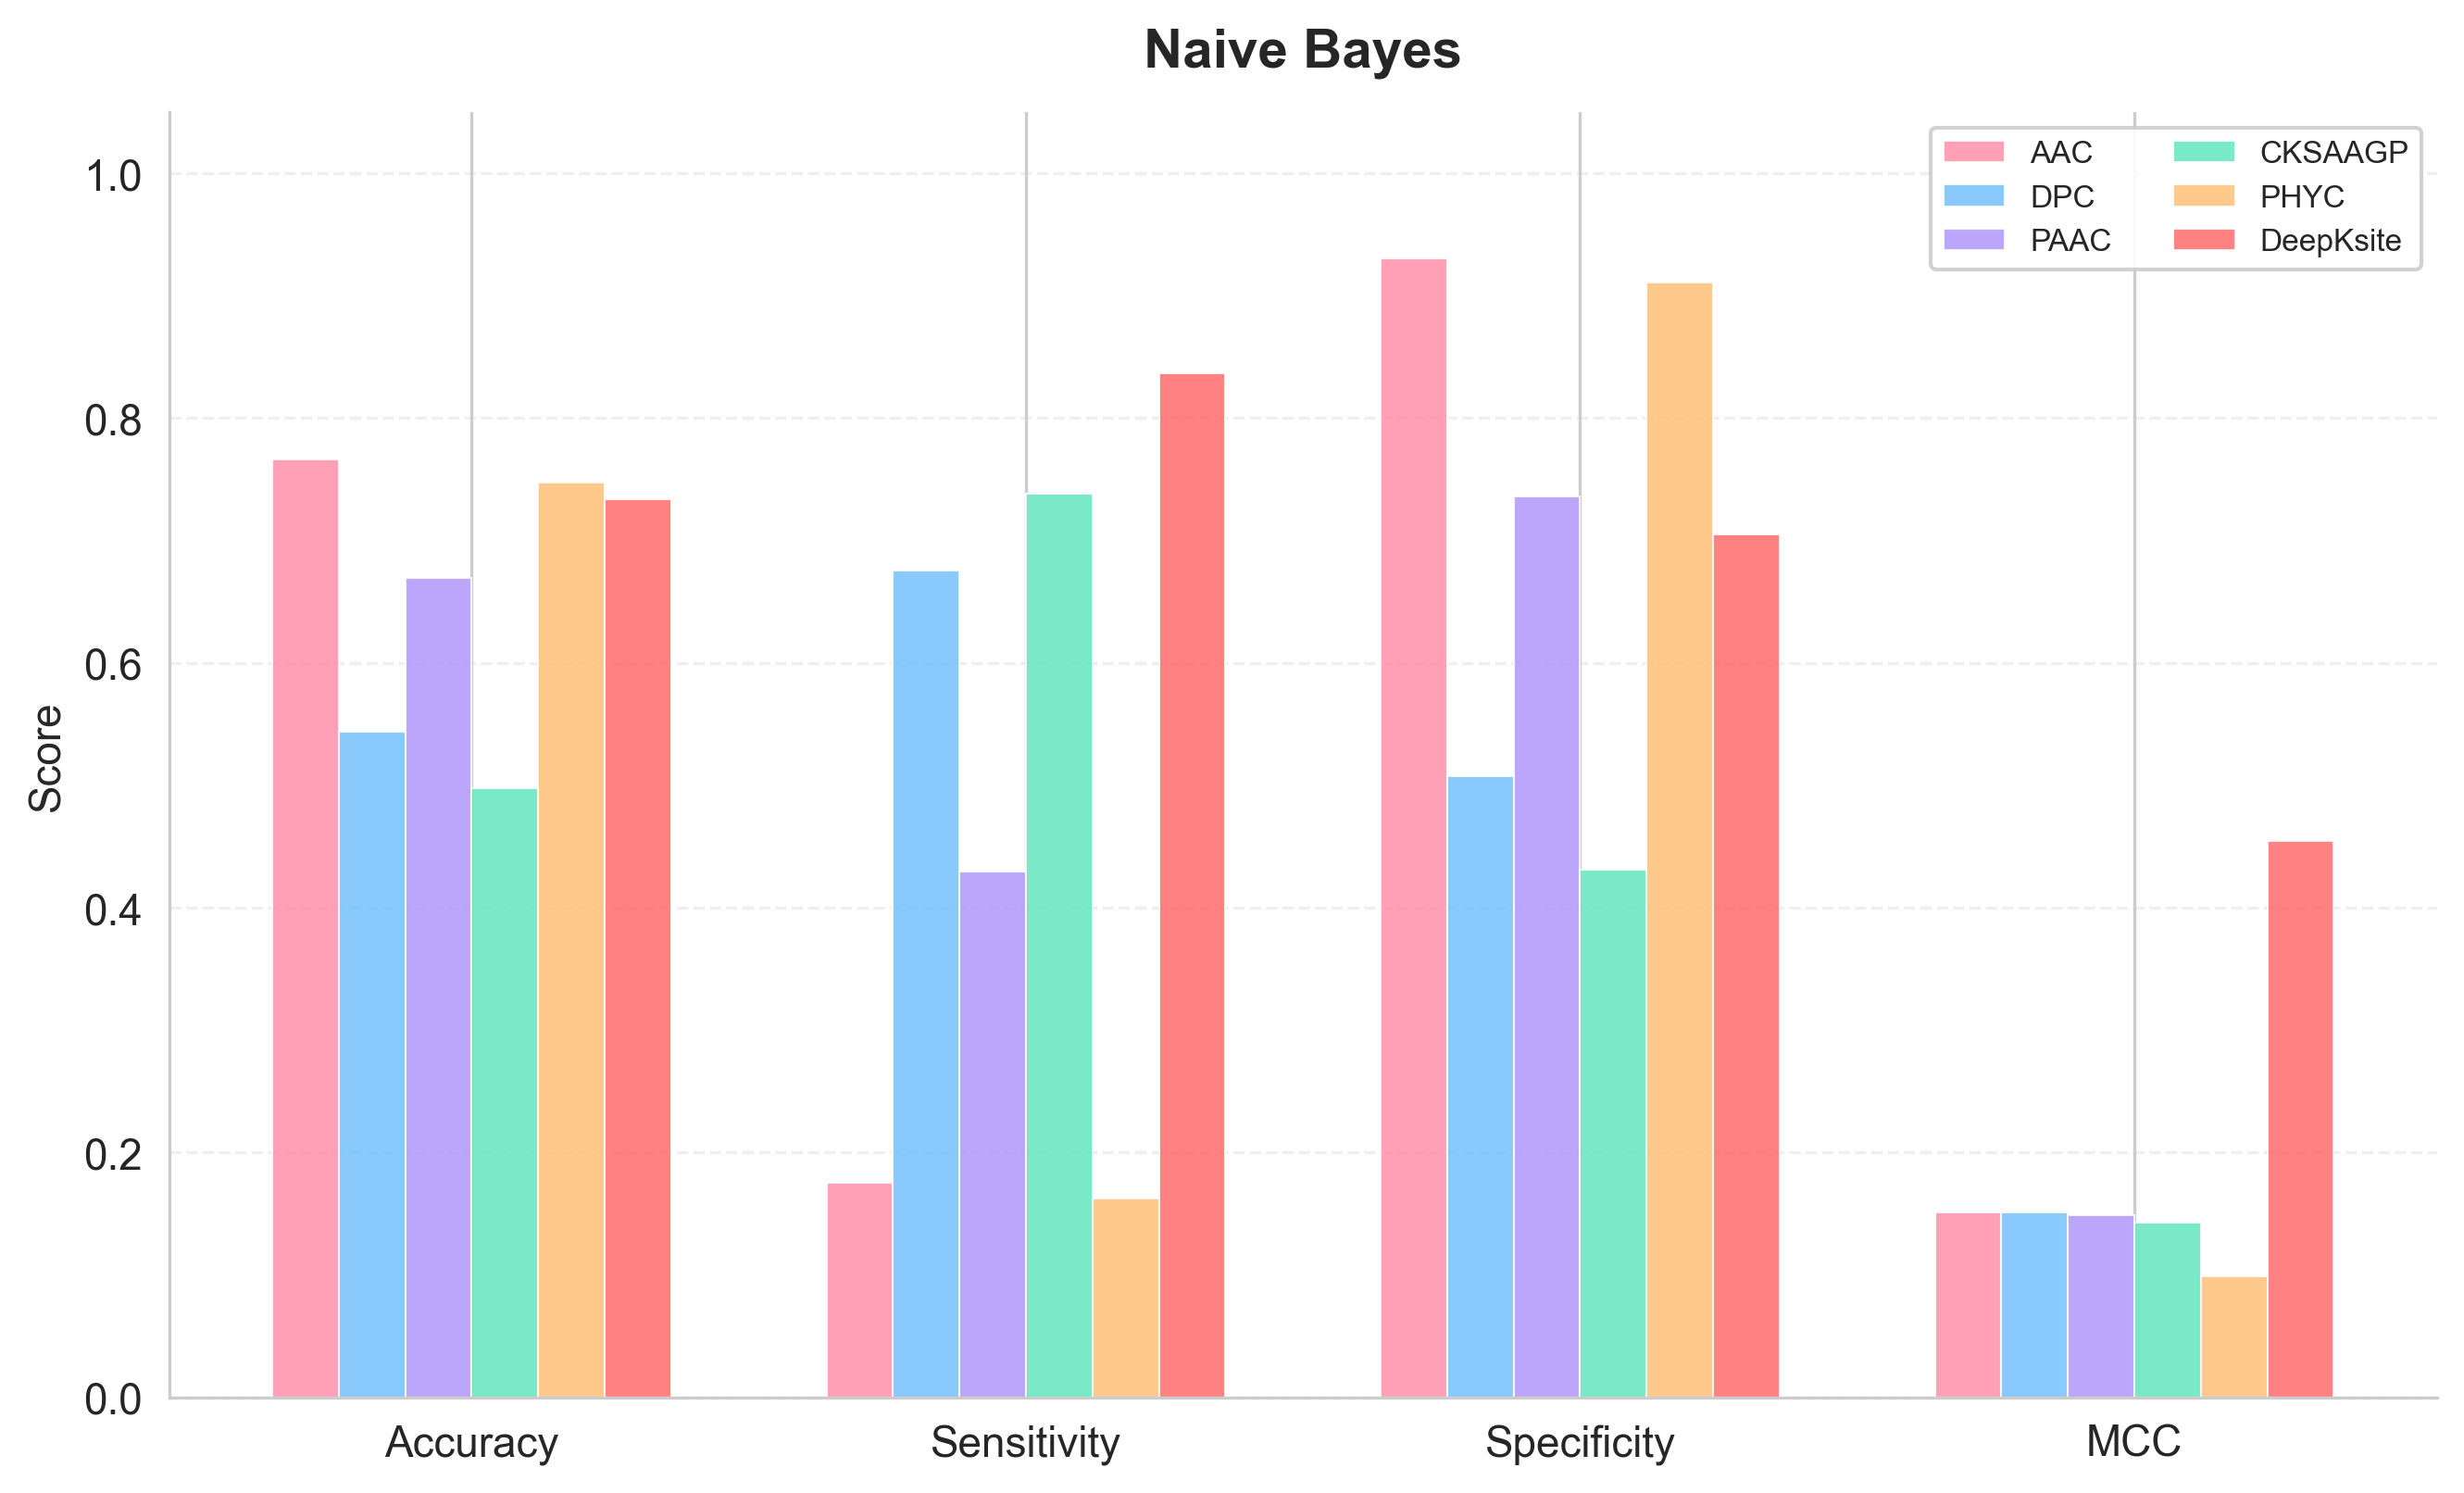 Naive Bayes
AAC
DPC
PAAC
CKSAAGP
PHYC
DeepKsite
1.0
0.8
0.6
0.4
0.2
0.0
Score
Accuracy
Sensitivity
Specificity
MCC